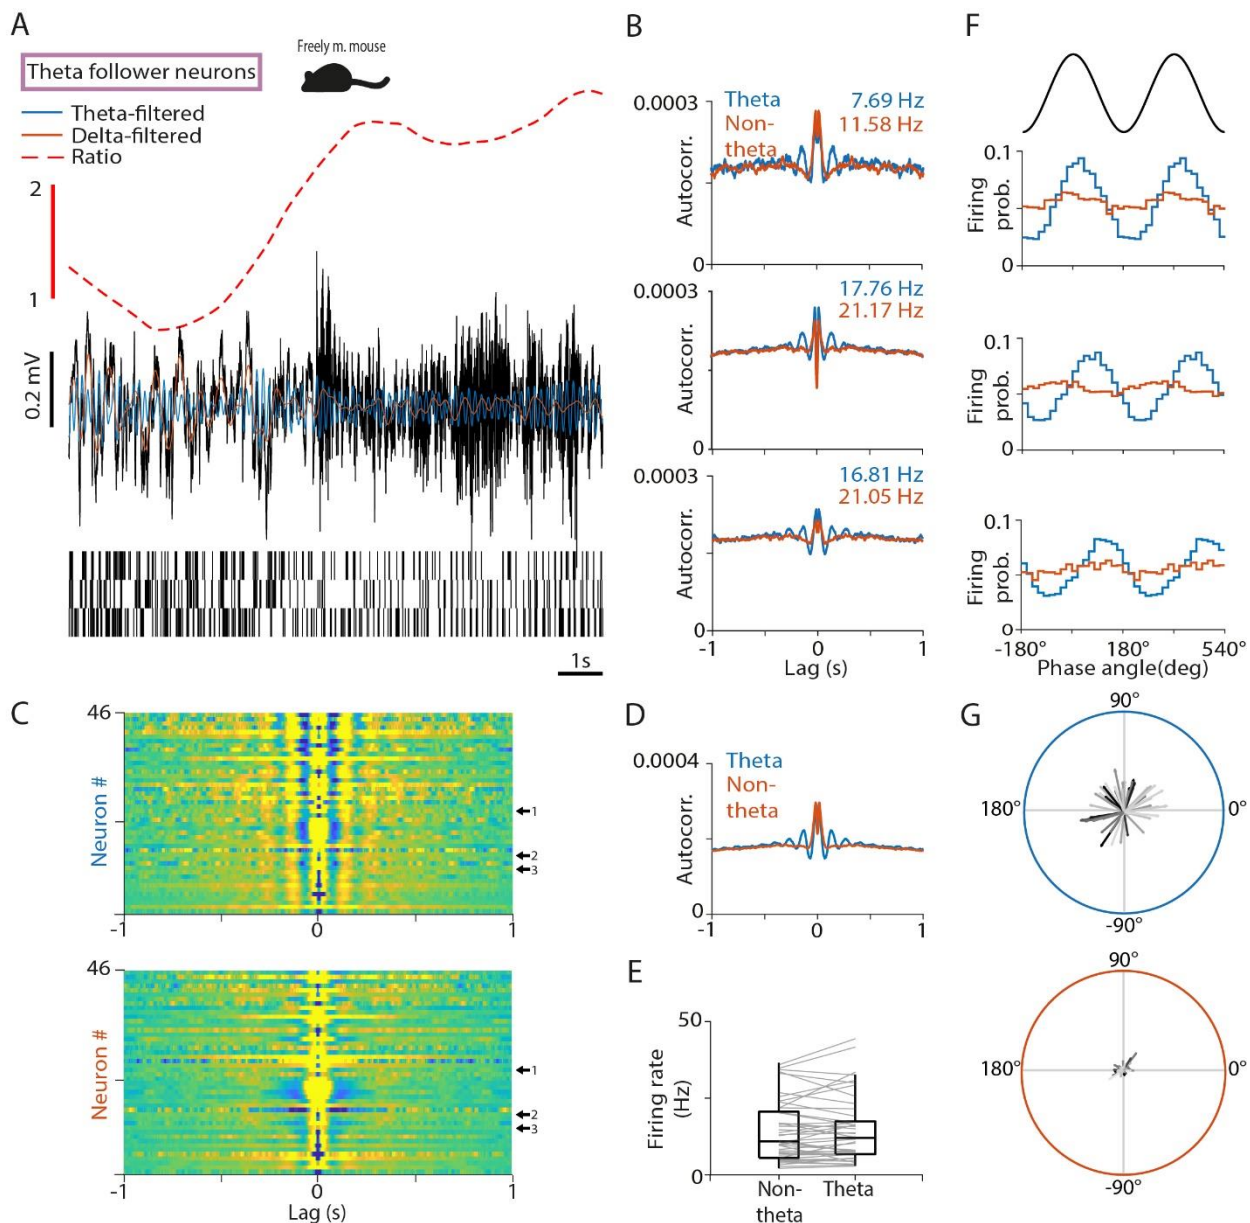 A
Freely m. mouse
Theta follower neurons
Theta-filtered
Delta-filtered
Ratio
2
1
0.2 mV
1s
B
0.0003
Theta
Non-
theta
7.69 Hz
11.58 Hz
Autocorr.
0
0.0003
17.76 Hz
21.17 Hz
Autocorr.
0
0.0003
16.81 Hz
21.05 Hz
Autocorr.
0
-1
0
1
Lag (s)
F
0.1
Firing
prob.
0
0.1
Firing
prob.
0
0.1
Firing
prob.
0
-180°
180°
540°
Phase angle(deg)
C
46
Neuron #
1
2
3
-1
0
1
46
Neuron #
1
2
3
-1
0
1
Lag (s)
D
0.0004
Theta
Non-
theta
Autocorr.
0
-1
0
1
E
50
Firing rate
(Hz)
0
Non-
theta
Theta
G
90°
180°
0°
-90°
90°
180°
0°
-90°